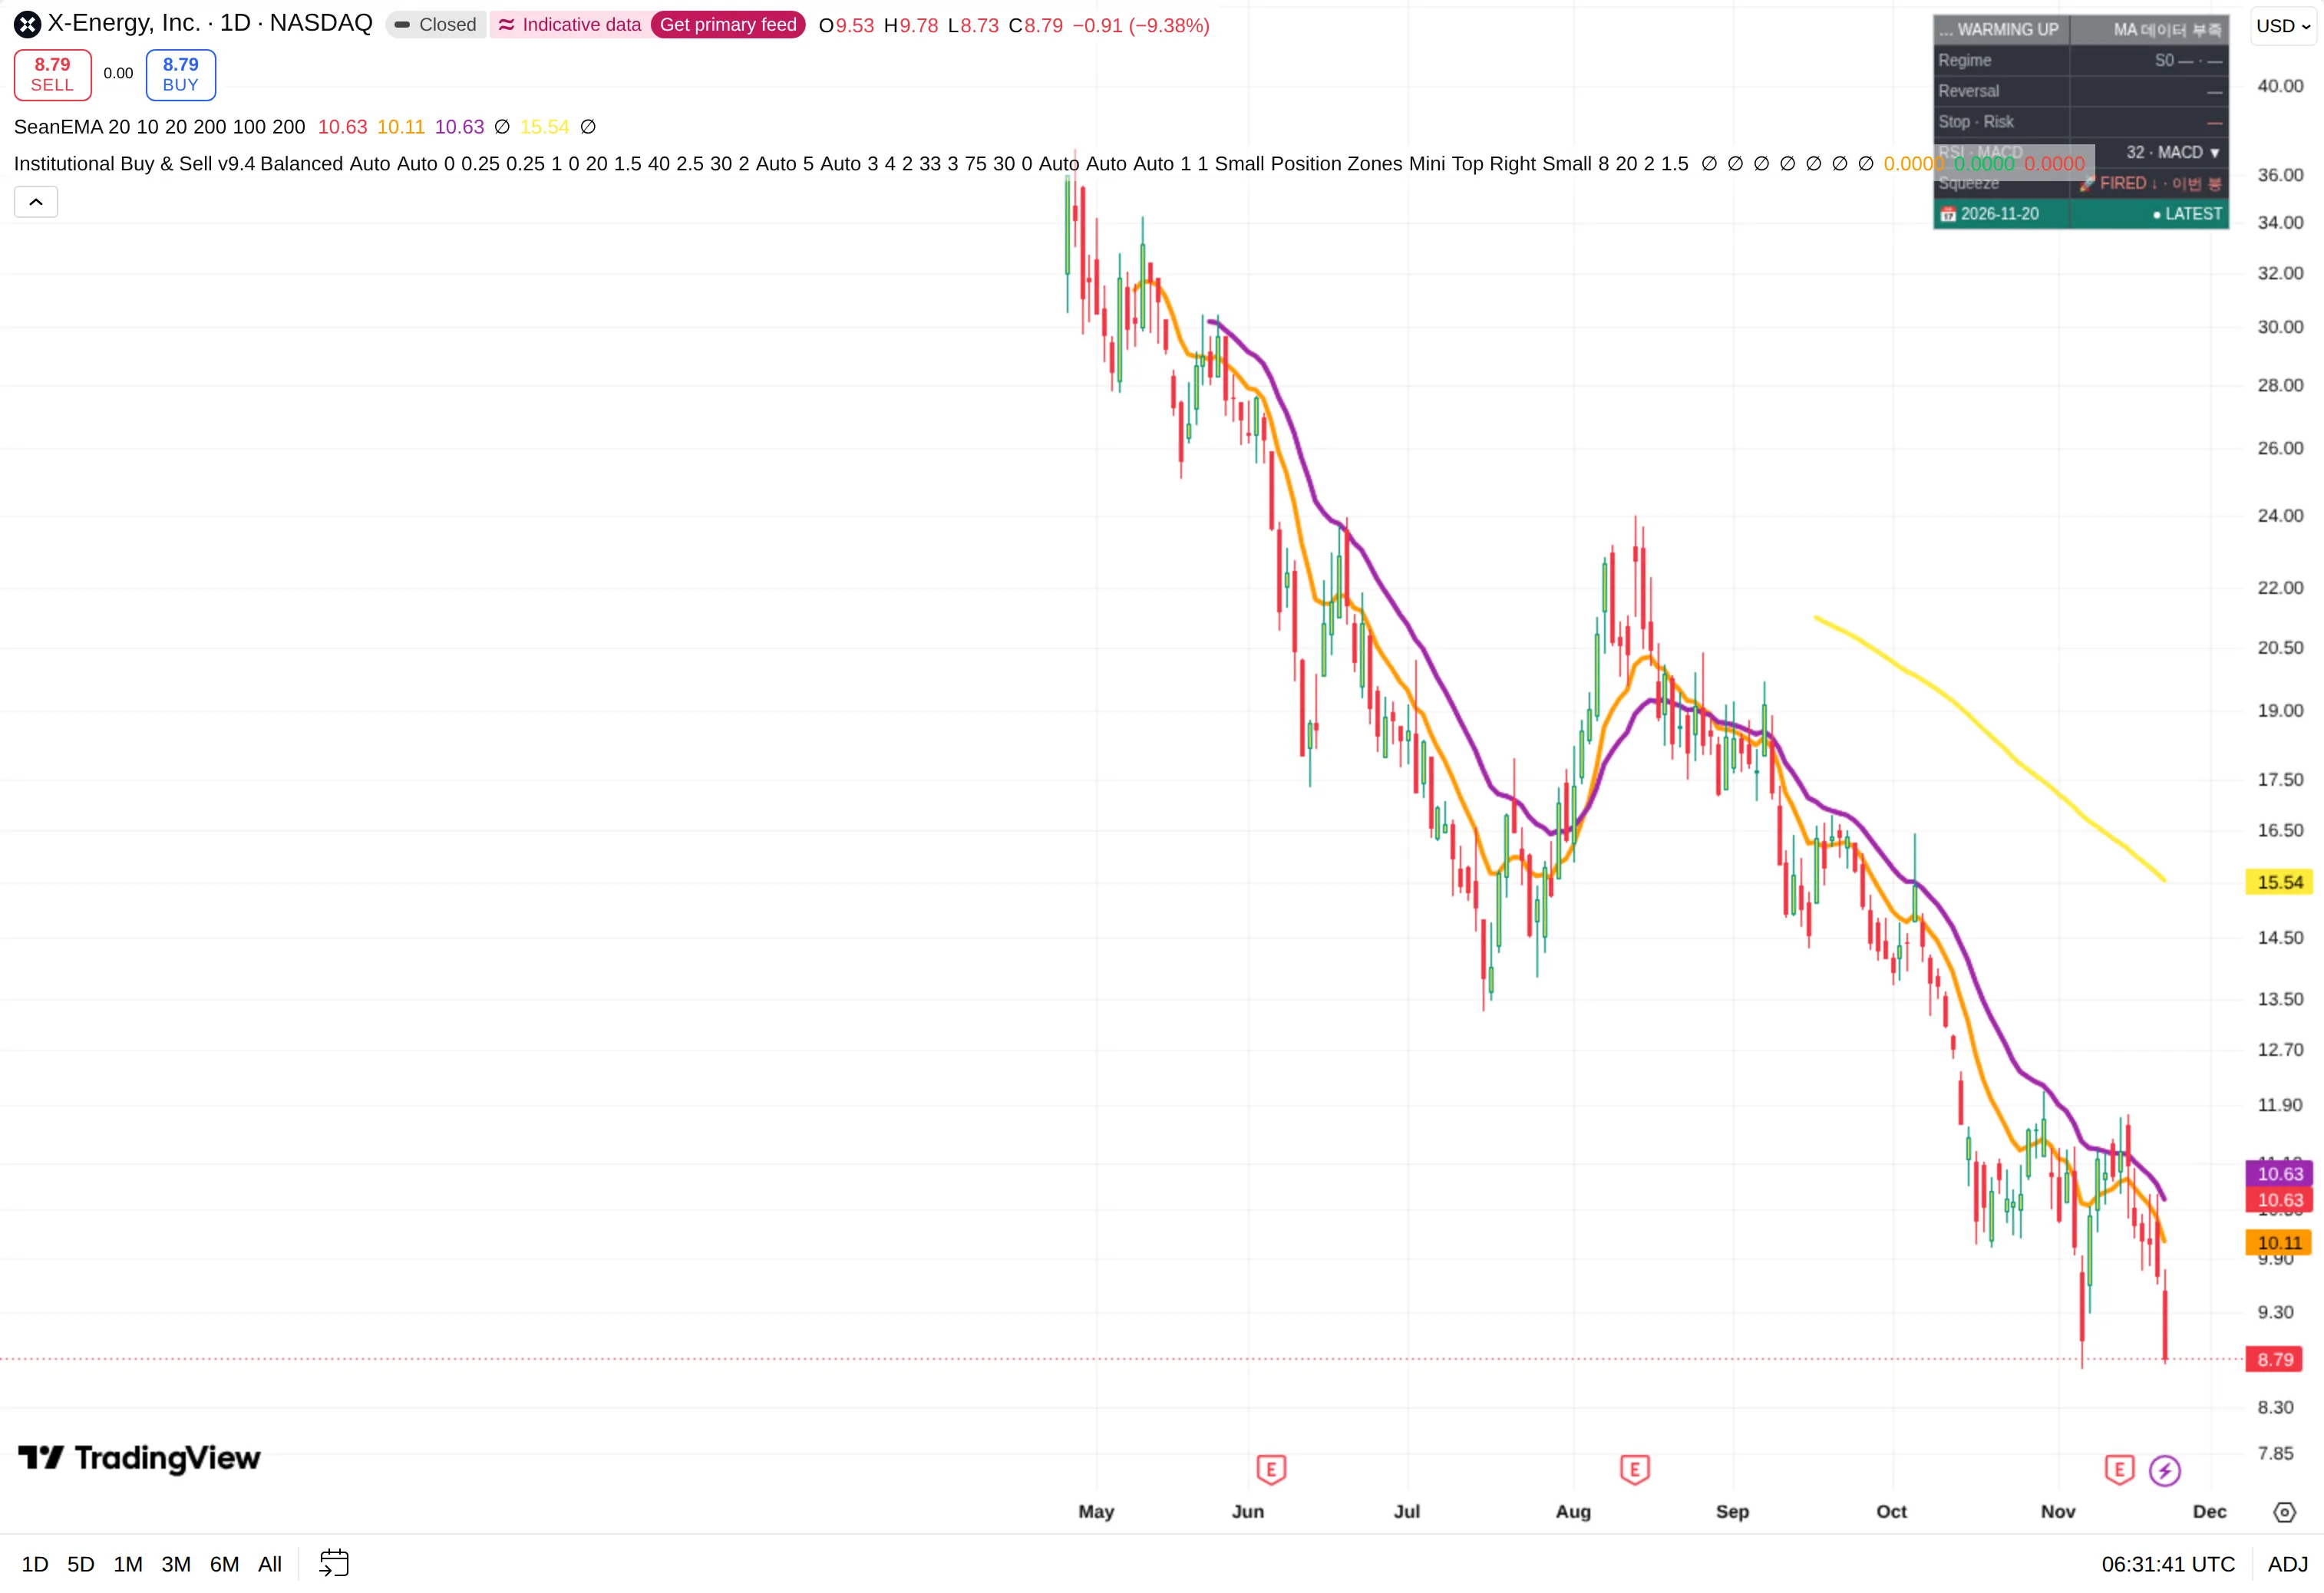 X-Energy, Inc. · 1D · NASDAQ Closed Indicative data Get primary feed O9.53 H9.78 L8.73 C8.79 −0.91 (−9.38%)
8.79 SELL 0.00 8.79 BUY
SeanEMA 20 10 20 200 100 200 10.63 10.11 10.63 ∅ 15.54 ∅
Institutional Buy & Sell v9.4 Balanced Auto Auto 0 0.25 0.25 1 0 20 1.5 40 2.5 30 2 Auto 5 Auto 3 4 2 33 3 75 30 0 Auto Auto Auto 1 1 Small Position Zones Mini Top Right Small 8 20 2 1.5 ∅ ∅ ∅ ∅ ∅ ∅ ∅ 0.0000 0.0000 0.0000
... WARMING UP MA 데이터 부족
Regime S0 — · —
Reversal —
Stop · Risk —
RSI · MACD 32 · MACD ▼
Squeeze 🚀 FIRED ↓ · 이번 봉
📅 2026-11-20 ● LATEST
USD
40.00
36.00
34.00
32.00
30.00
28.00
26.00
24.00
22.00
20.50
19.00
17.50
16.50
15.54
14.50
13.50
12.70
11.90
10.63
10.63
10.11
9.90
9.30
8.79
8.30
7.85
TradingView
E E E
May Jun Jul Aug Sep Oct Nov Dec
1D 5D 1M 3M 6M All 06:31:41 UTC ADJ